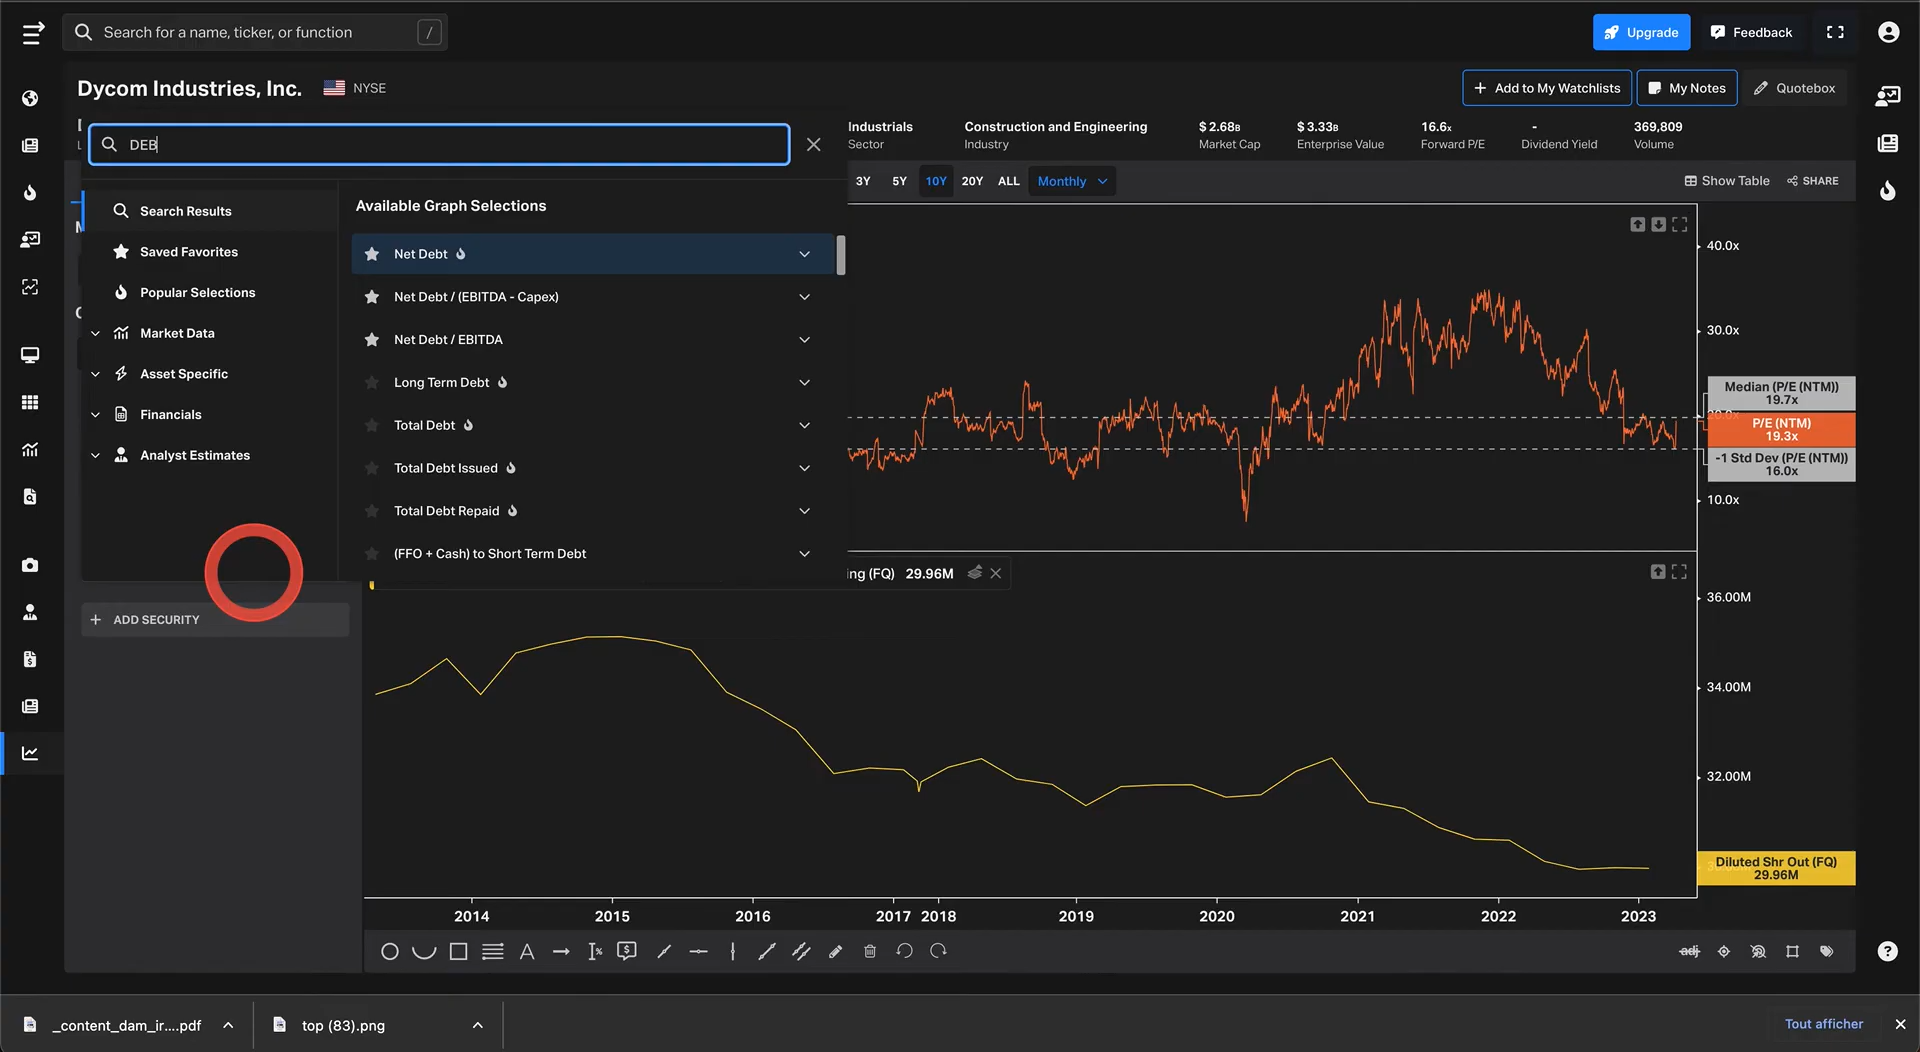 Search for a name, ticker, or function
/
Upgrade
Feedback
Dycom Industries, Inc.
NYSE
Add to My Watchlists
My Notes
Quotebox
DEB
Industrials
Sector
Construction and Engineering
Industry
$ 2.68B
Market Cap
$ 3.33B
Enterprise Value
16.6x
Forward P/E
-
Dividend Yield
369,809
Volume
3Y
5Y
10Y
20Y
ALL
Monthly
Show Table
SHARE
Search Results
Saved Favorites
Popular Selections
Market Data
Asset Specific
Financials
Analyst Estimates
Available Graph Selections
Net Debt
Net Debt / (EBITDA - Capex)
Net Debt / EBITDA
Long Term Debt
Total Debt
Total Debt Issued
Total Debt Repaid
(FFO + Cash) to Short Term Debt
+ ADD SECURITY
40.0x
30.0x
Median (P/E (NTM))
19.7x
P/E (NTM)
19.3x
-1 Std Dev (P/E (NTM))
16.0x
10.0x
ing (FQ) 29.96M
36.00M
34.00M
32.00M
Diluted Shr Out (FQ)
29.96M
2014
2015
2016
2017
2018
2019
2020
2021
2022
2023
adj
_content_dam_ir....pdf
top (83).png
Tout afficher